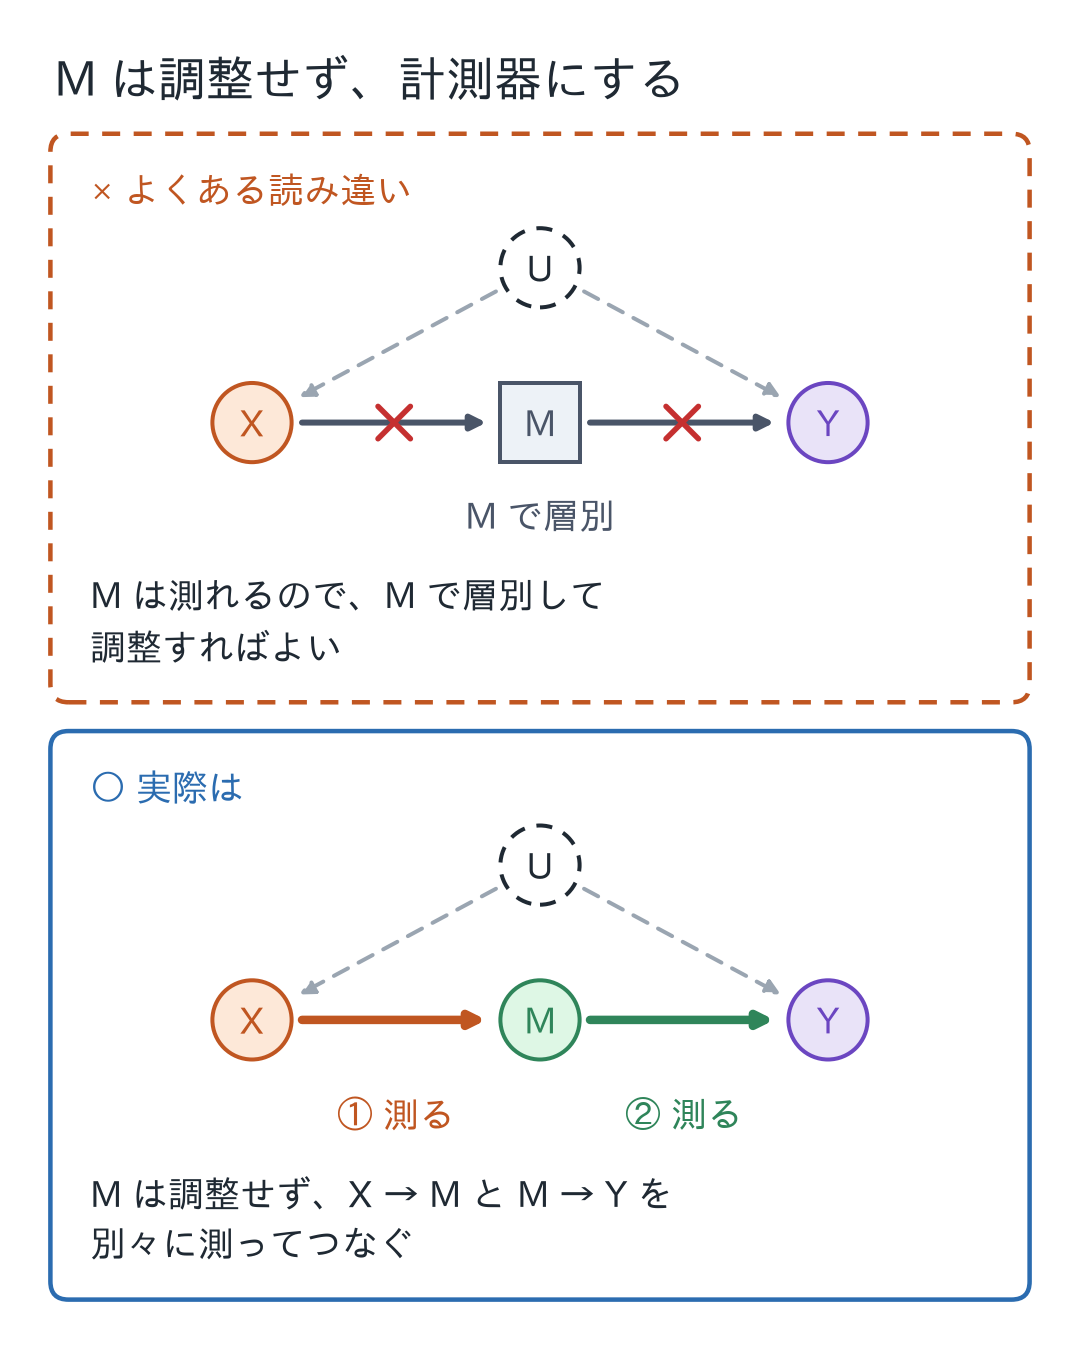 M は調整せず、計測器にする
× よくある読み違い
U
X
M
Y
M で層別
M は測れるので、M で層別して
調整すればよい
○ 実際は
U
X
M
Y
① 測る
② 測る
M は調整せず、X → M と M → Y を
別々に測ってつなぐ